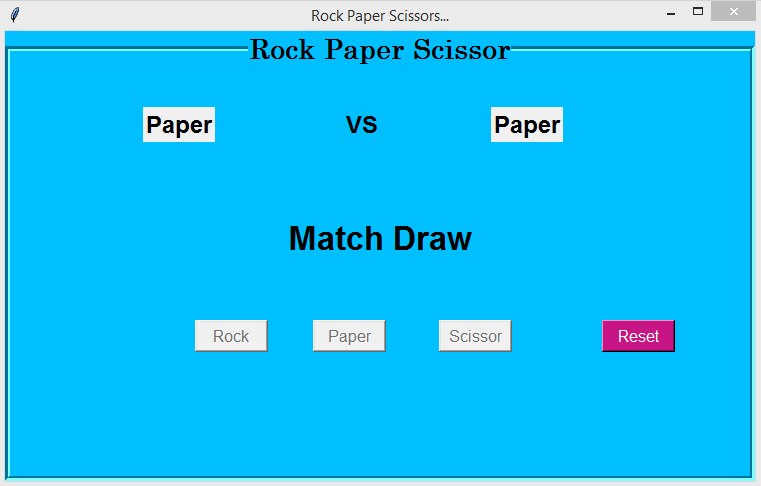 Rock Paper Scissors...
Rock Paper Scissor
Paper VS Paper
Match Draw
Rock Paper Scissor Reset